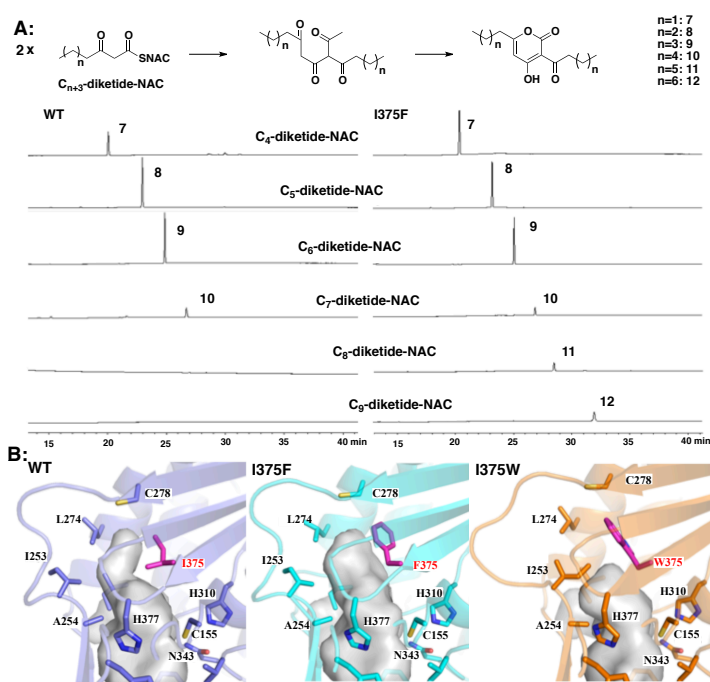 A:
2 x
O O
SNAC
n
Cn+3-diketide-NAC
n
O O
O O
n
n
O O O
OH
n
n=1: 7
n=2: 8
n=3: 9
n=4: 10
n=5: 11
n=6: 12
WT
I375F
7 C4-diketide-NAC 7
8 C5-diketide-NAC 8
9 C6-diketide-NAC 9
10 C7-diketide-NAC 10
C8-diketide-NAC 11
C9-diketide-NAC 12
20 25 30 35 40 min 15 20 25 31 35 40 min
B:
WT
C278
L274
I253
I375
H310
A254
H377
C155
N343
I375F
C278
L274
I253
F375
H310
A254
H377
C155
N343
I375W
C278
L274
I253
W375
H310
A254
H377
C155
N343